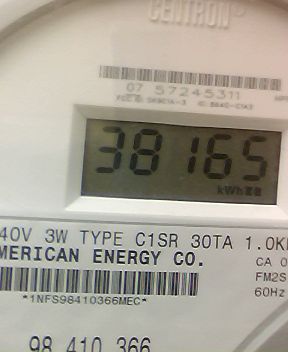 CENTRON
07 57245311
38165
kWh
40V 3W TYPE C1SR 30TA 1.0K
MERICAN ENERGY CO.
CA 0
FM2S
60Hz
*1NFS98410366MEC*
98 410 366